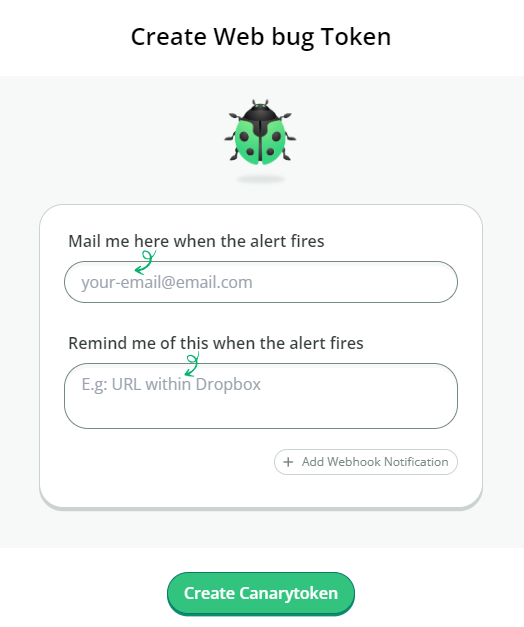 Create Web bug Token
Mail me here when the alert fires
your-email@email.com
Remind me of this when the alert fires
E.g: URL within Dropbox
+ Add Webhook Notification
Create Canarytoken